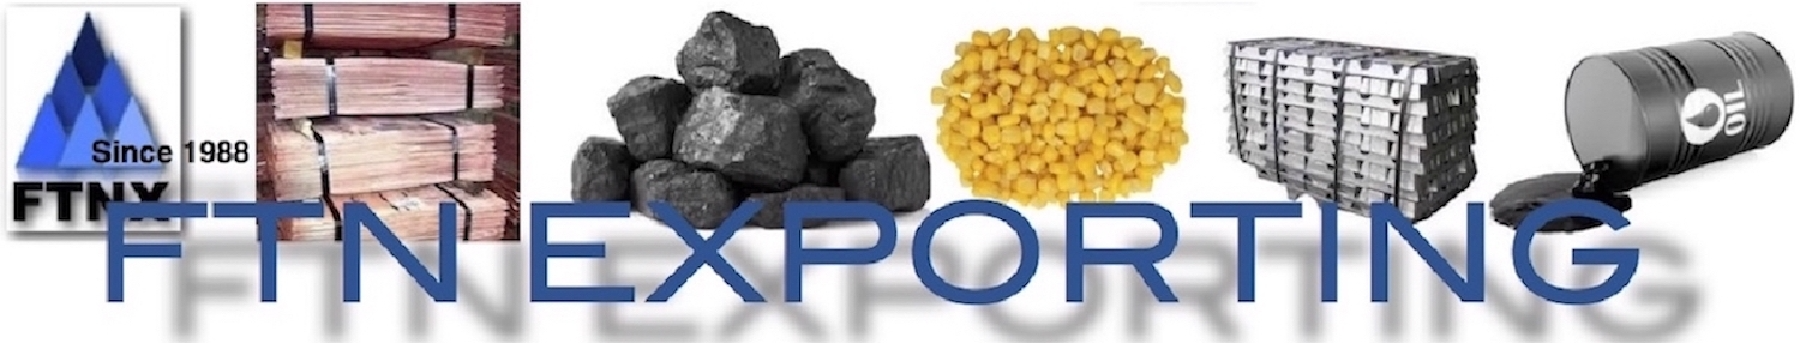 Since 1988
FTNX
OIL
FTN EXPORTING